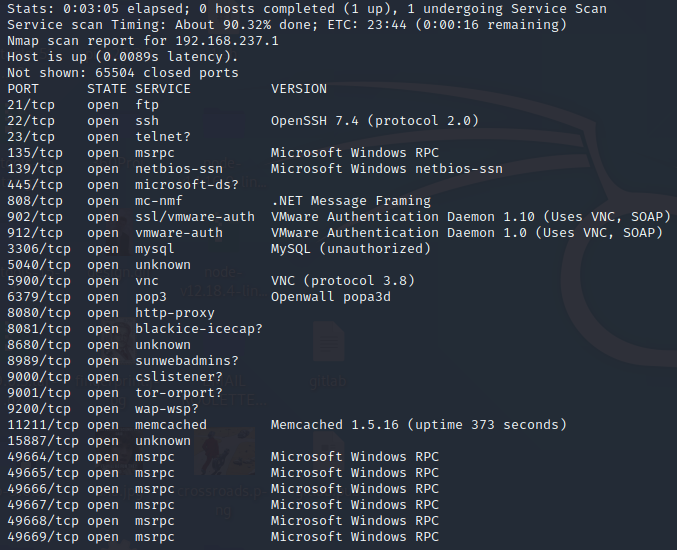 Stats: 0:03:05 elapsed; 0 hosts completed (1 up), 1 undergoing Service Scan
Service scan Timing: About 90.32% done; ETC: 23:44 (0:00:16 remaining)
Nmap scan report for 192.168.237.1
Host is up (0.0089s latency).
Not shown: 65504 closed ports
PORT      STATE SERVICE          VERSION
21/tcp    open  ftp
22/tcp    open  ssh              OpenSSH 7.4 (protocol 2.0)
23/tcp    open  telnet?
135/tcp   open  msrpc            Microsoft Windows RPC
139/tcp   open  netbios-ssn      Microsoft Windows netbios-ssn
445/tcp   open  microsoft-ds?
808/tcp   open  mc-nmf           .NET Message Framing
902/tcp   open  ssl/vmware-auth  VMware Authentication Daemon 1.10 (Uses VNC, SOAP)
912/tcp   open  vmware-auth      VMware Authentication Daemon 1.0 (Uses VNC, SOAP)
3306/tcp  open  mysql            MySQL (unauthorized)
5040/tcp  open  unknown
5900/tcp  open  vnc              VNC (protocol 3.8)
6379/tcp  open  pop3             Openwall popa3d
8080/tcp  open  http-proxy
8081/tcp  open  blackice-icecap?
8680/tcp  open  unknown
8989/tcp  open  sunwebadmins?
9000/tcp  open  cslistener?
9001/tcp  open  tor-orport?
9200/tcp  open  wap-wsp?
11211/tcp open  memcached        Memcached 1.5.16 (uptime 373 seconds)
15887/tcp open  unknown
49664/tcp open  msrpc            Microsoft Windows RPC
49665/tcp open  msrpc            Microsoft Windows RPC
49666/tcp open  msrpc            Microsoft Windows RPC
49667/tcp open  msrpc            Microsoft Windows RPC
49668/tcp open  msrpc            Microsoft Windows RPC
49669/tcp open  msrpc            Microsoft Windows RPC